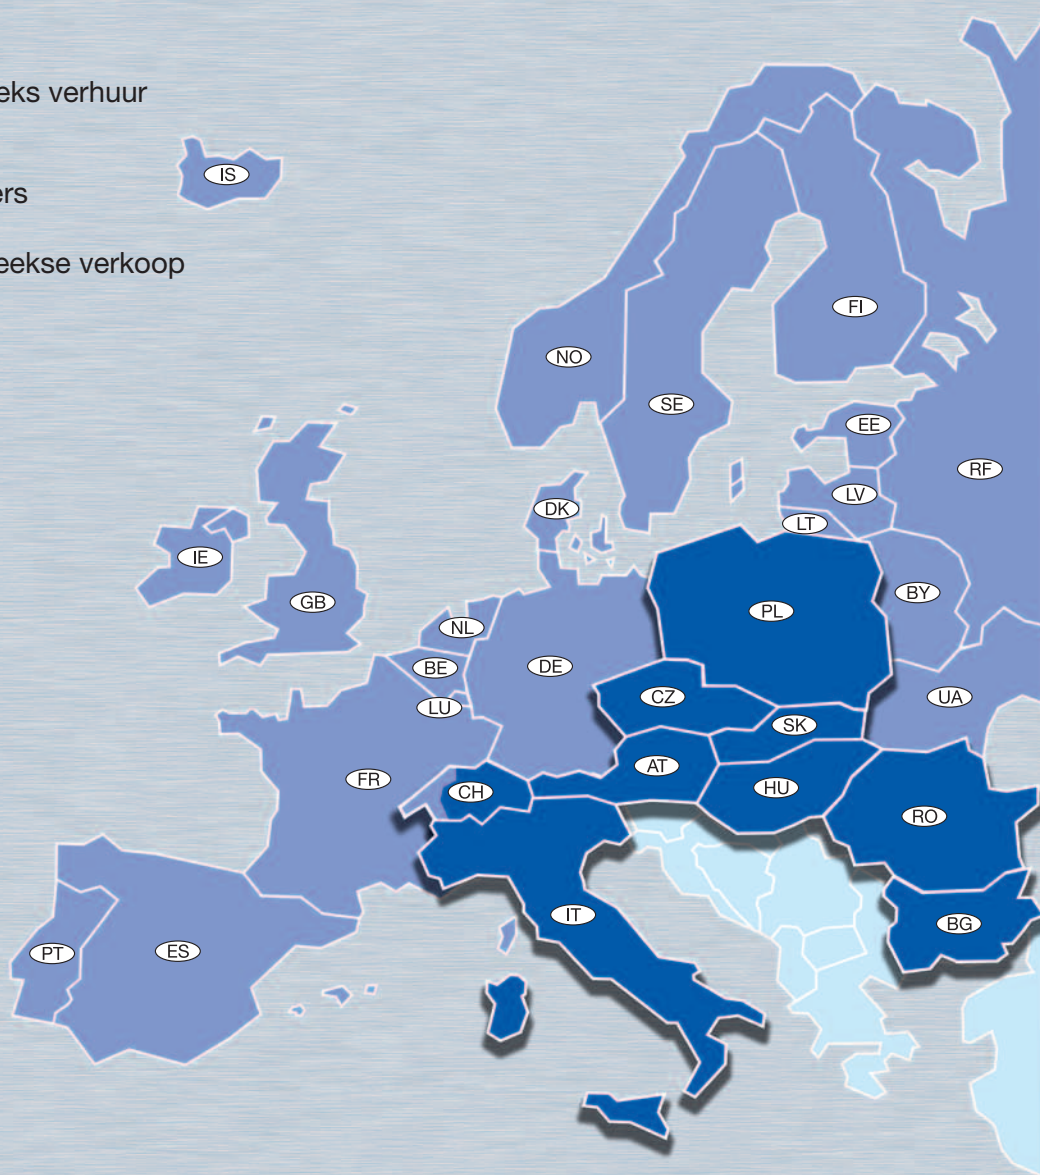 eks verhuur
IS
ers
eekse verkoop
FI
NO
SE
EE
RF
LV
DK
LT
IE
BY
GB
PL
NL
BE
DE
CZ
UA
LU
SK
AT
FR
CH
HU
RO
IT
BG
PT
ES